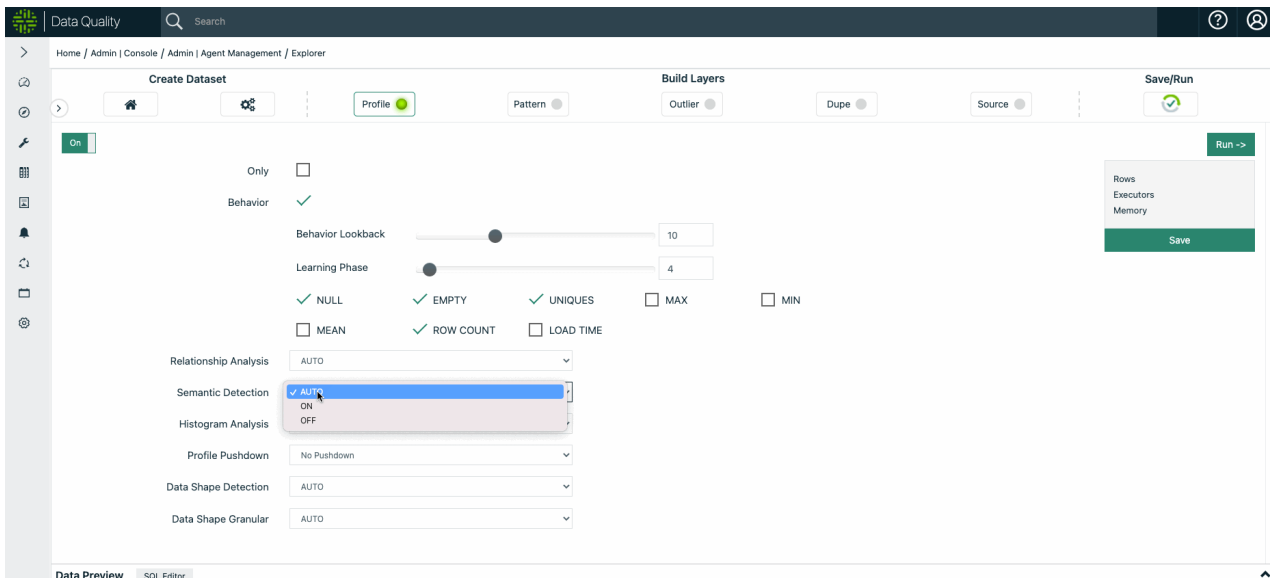 Data Quality Search
Home / Admin | Console / Admin | Agent Management / Explorer
Create Dataset Build Layers Save/Run
Profile Pattern Outlier Dupe Source
On Run ->
Only
Rows
Executors
Behavior
Memory
Behavior Lookback 10
Save
Learning Phase 4
NULL EMPTY UNIQUES MAX MIN
MEAN ROW COUNT LOAD TIME
Relationship Analysis AUTO
Semantic Detection AUTO
ON
OFF
Histogram Analysis
Profile Pushdown No Pushdown
Data Shape Detection AUTO
Data Shape Granular AUTO
Data Preview SQL Editor